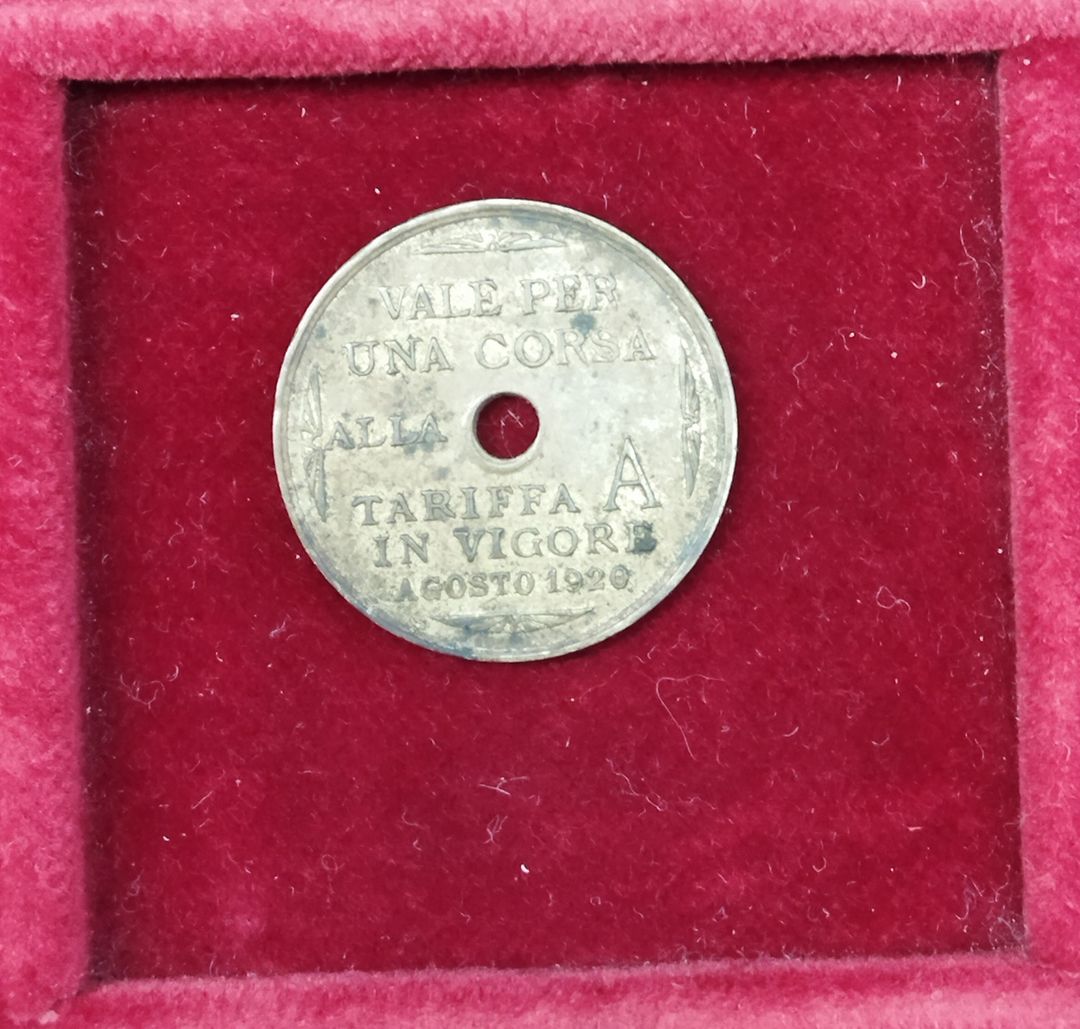 VALE PER
UNA CORSA
ALLA
TARIFFA A
IN VIGORE
AGOSTO 1920